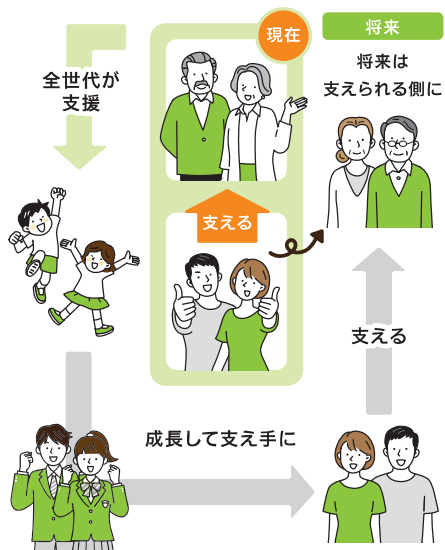 現在
将来
全世代が
支援
将来は
支えられる側に
支える
支える
成長して支え手に